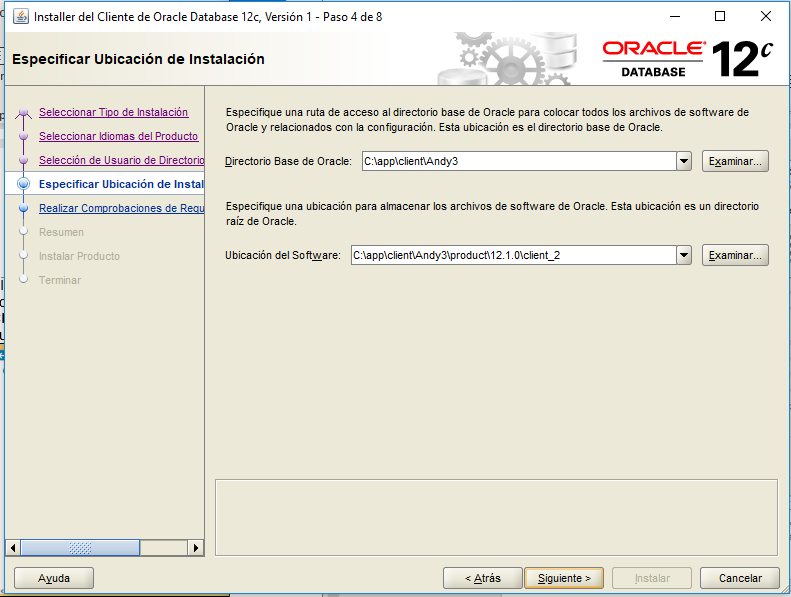 Installer del Cliente de Oracle Database 12c, Versión 1 - Paso 4 de 8
Especificar Ubicación de Instalación
ORACLE®
DATABASE
12c
Seleccionar Tipo de Instalación
Seleccionar Idiomas del Producto
Selección de Usuario de Directorio
Especificar Ubicación de Instal
Realizar Comprobaciones de Requ
Resumen
Instalar Producto
Terminar
Especifique una ruta de acceso al directorio base de Oracle para colocar todos los archivos de software de
Oracle y relacionados con la configuración. Esta ubicación es el directorio base de Oracle.
Directorio Base de Oracle: C:\app\client\Andy3 Examinar...
Especifique una ubicación para almacenar los archivos de software de Oracle. Esta ubicación es un directorio
raíz de Oracle.
Ubicación del Software: C:\app\client\Andy3\product\12.1.0\client_2 Examinar...
Ayuda
< Atrás
Siguiente >
Instalar
Cancelar